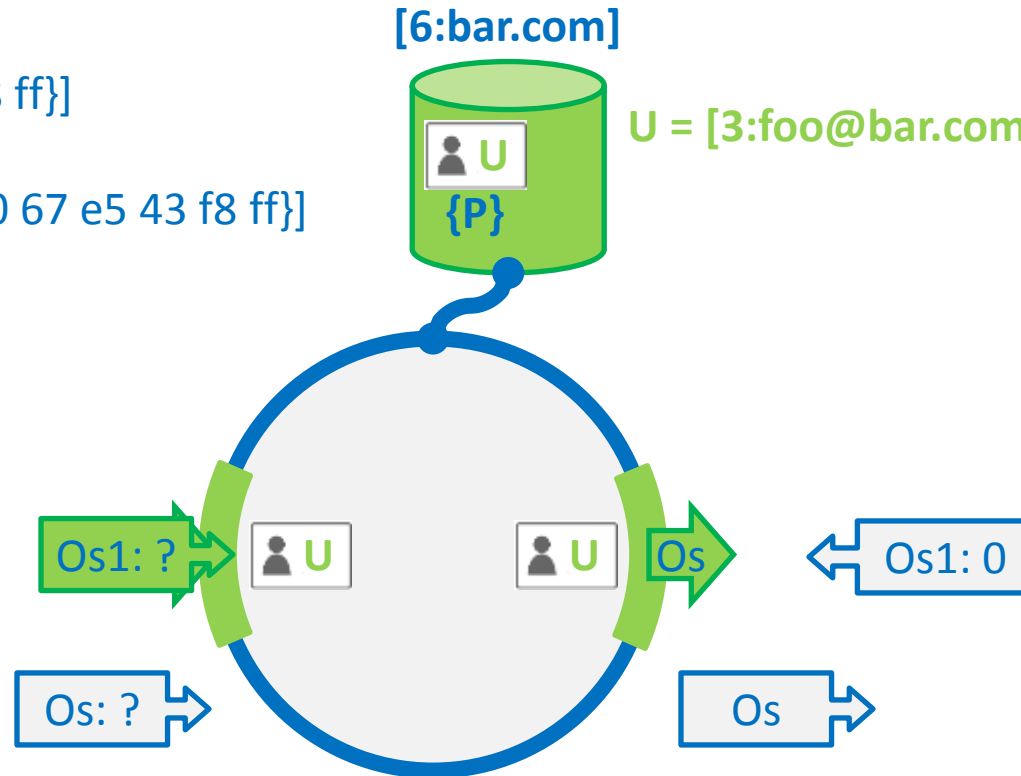 [6:bar.com]
ff}]
U = [3:foo@bar.com
U
67 e5 43 f8 ff}]
{P}
Os1: ?
U
U
Os
Os1: 0
Os: ?
Os